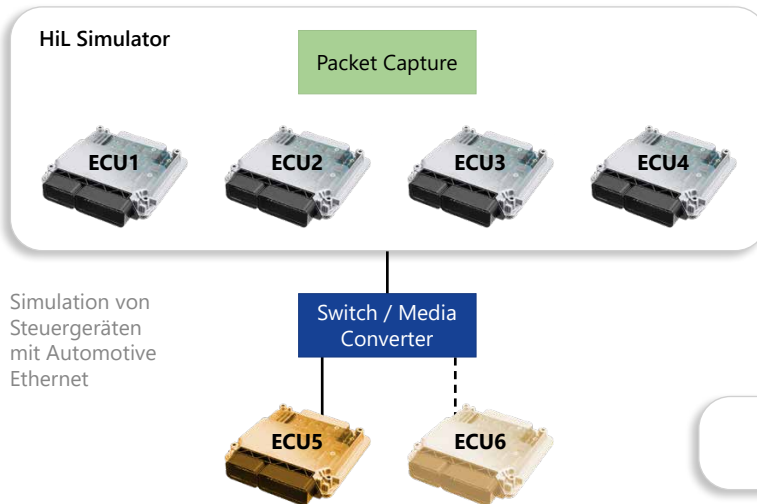 HiL Simulator
Packet Capture
ECU1
ECU2
ECU3
ECU4
Simulation von
Steuergeräten
mit Automotive
Ethernet
Switch / Media
Converter
ECU5
ECU6